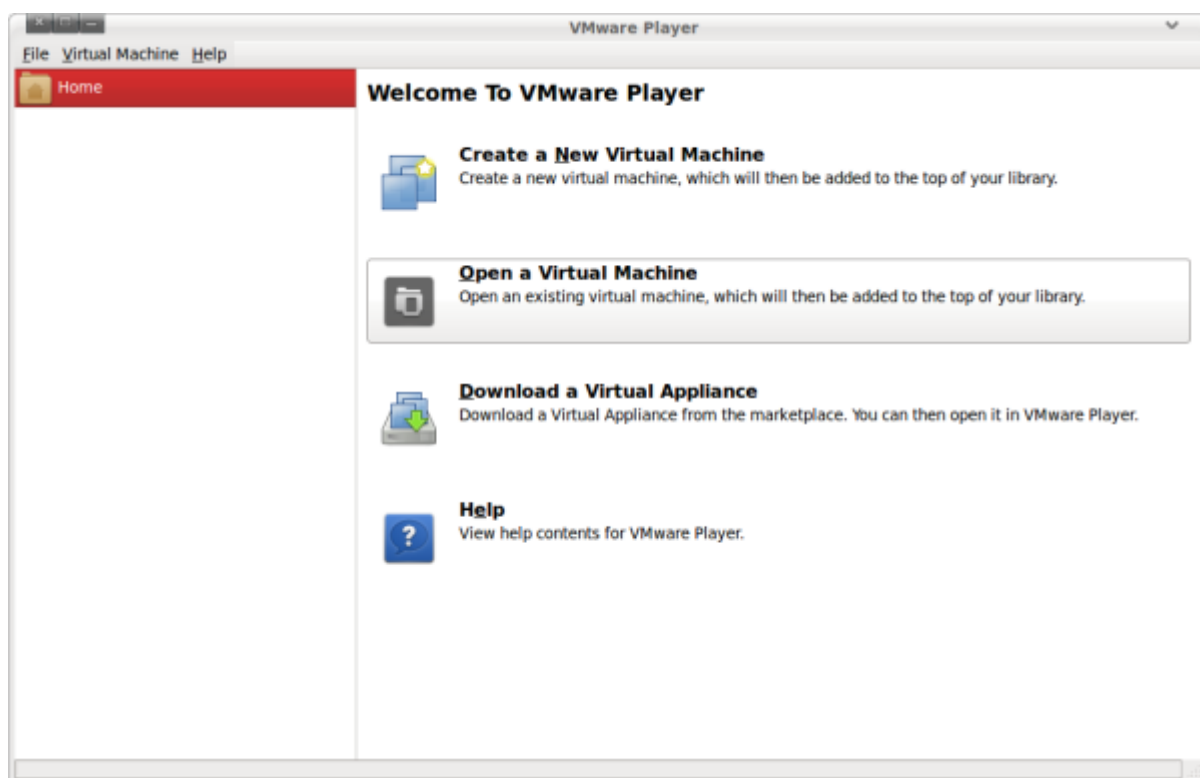 VMware Player
File Virtual Machine Help
Home
Welcome To VMware Player
Create a New Virtual Machine
Create a new virtual machine, which will then be added to the top of your library.
Open a Virtual Machine
Open an existing virtual machine, which will then be added to the top of your library.
Download a Virtual Appliance
Download a Virtual Appliance from the marketplace. You can then open it in VMware Player.
Help
View help contents for VMware Player.